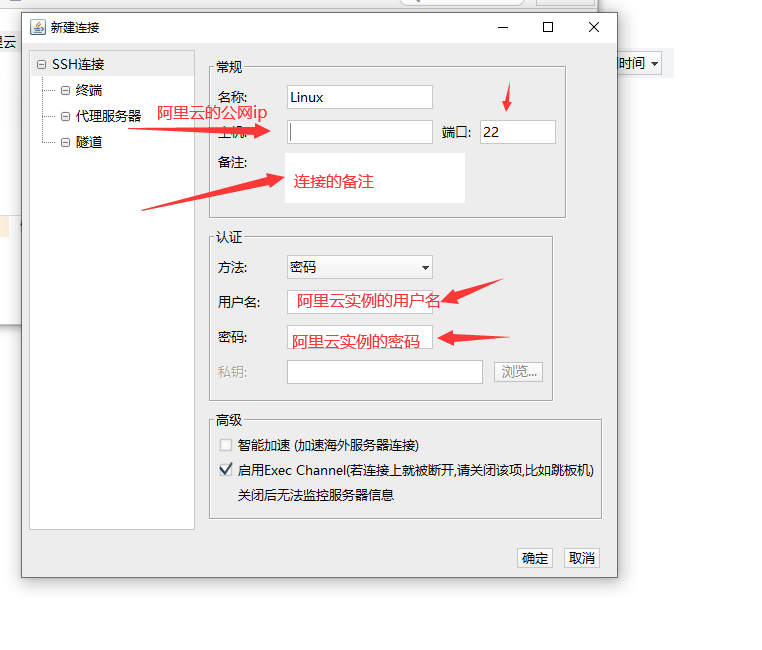 新建连接
里云
SSH连接
终端
代理服务器
隧道
常规
名称:
Linux
阿里云的公网ip
主机:
端口:
22
时间
备注:
连接的备注
认证
方法:
密码
用户名:
阿里云实例的用户名
密码:
阿里云实例的密码
私钥:
浏览...
高级
智能加速 (加速海外服务器连接)
启用Exec Channel(若连接上就被断开,请关闭该项,比如跳板机)
关闭后无法监控服务器信息
确定
取消